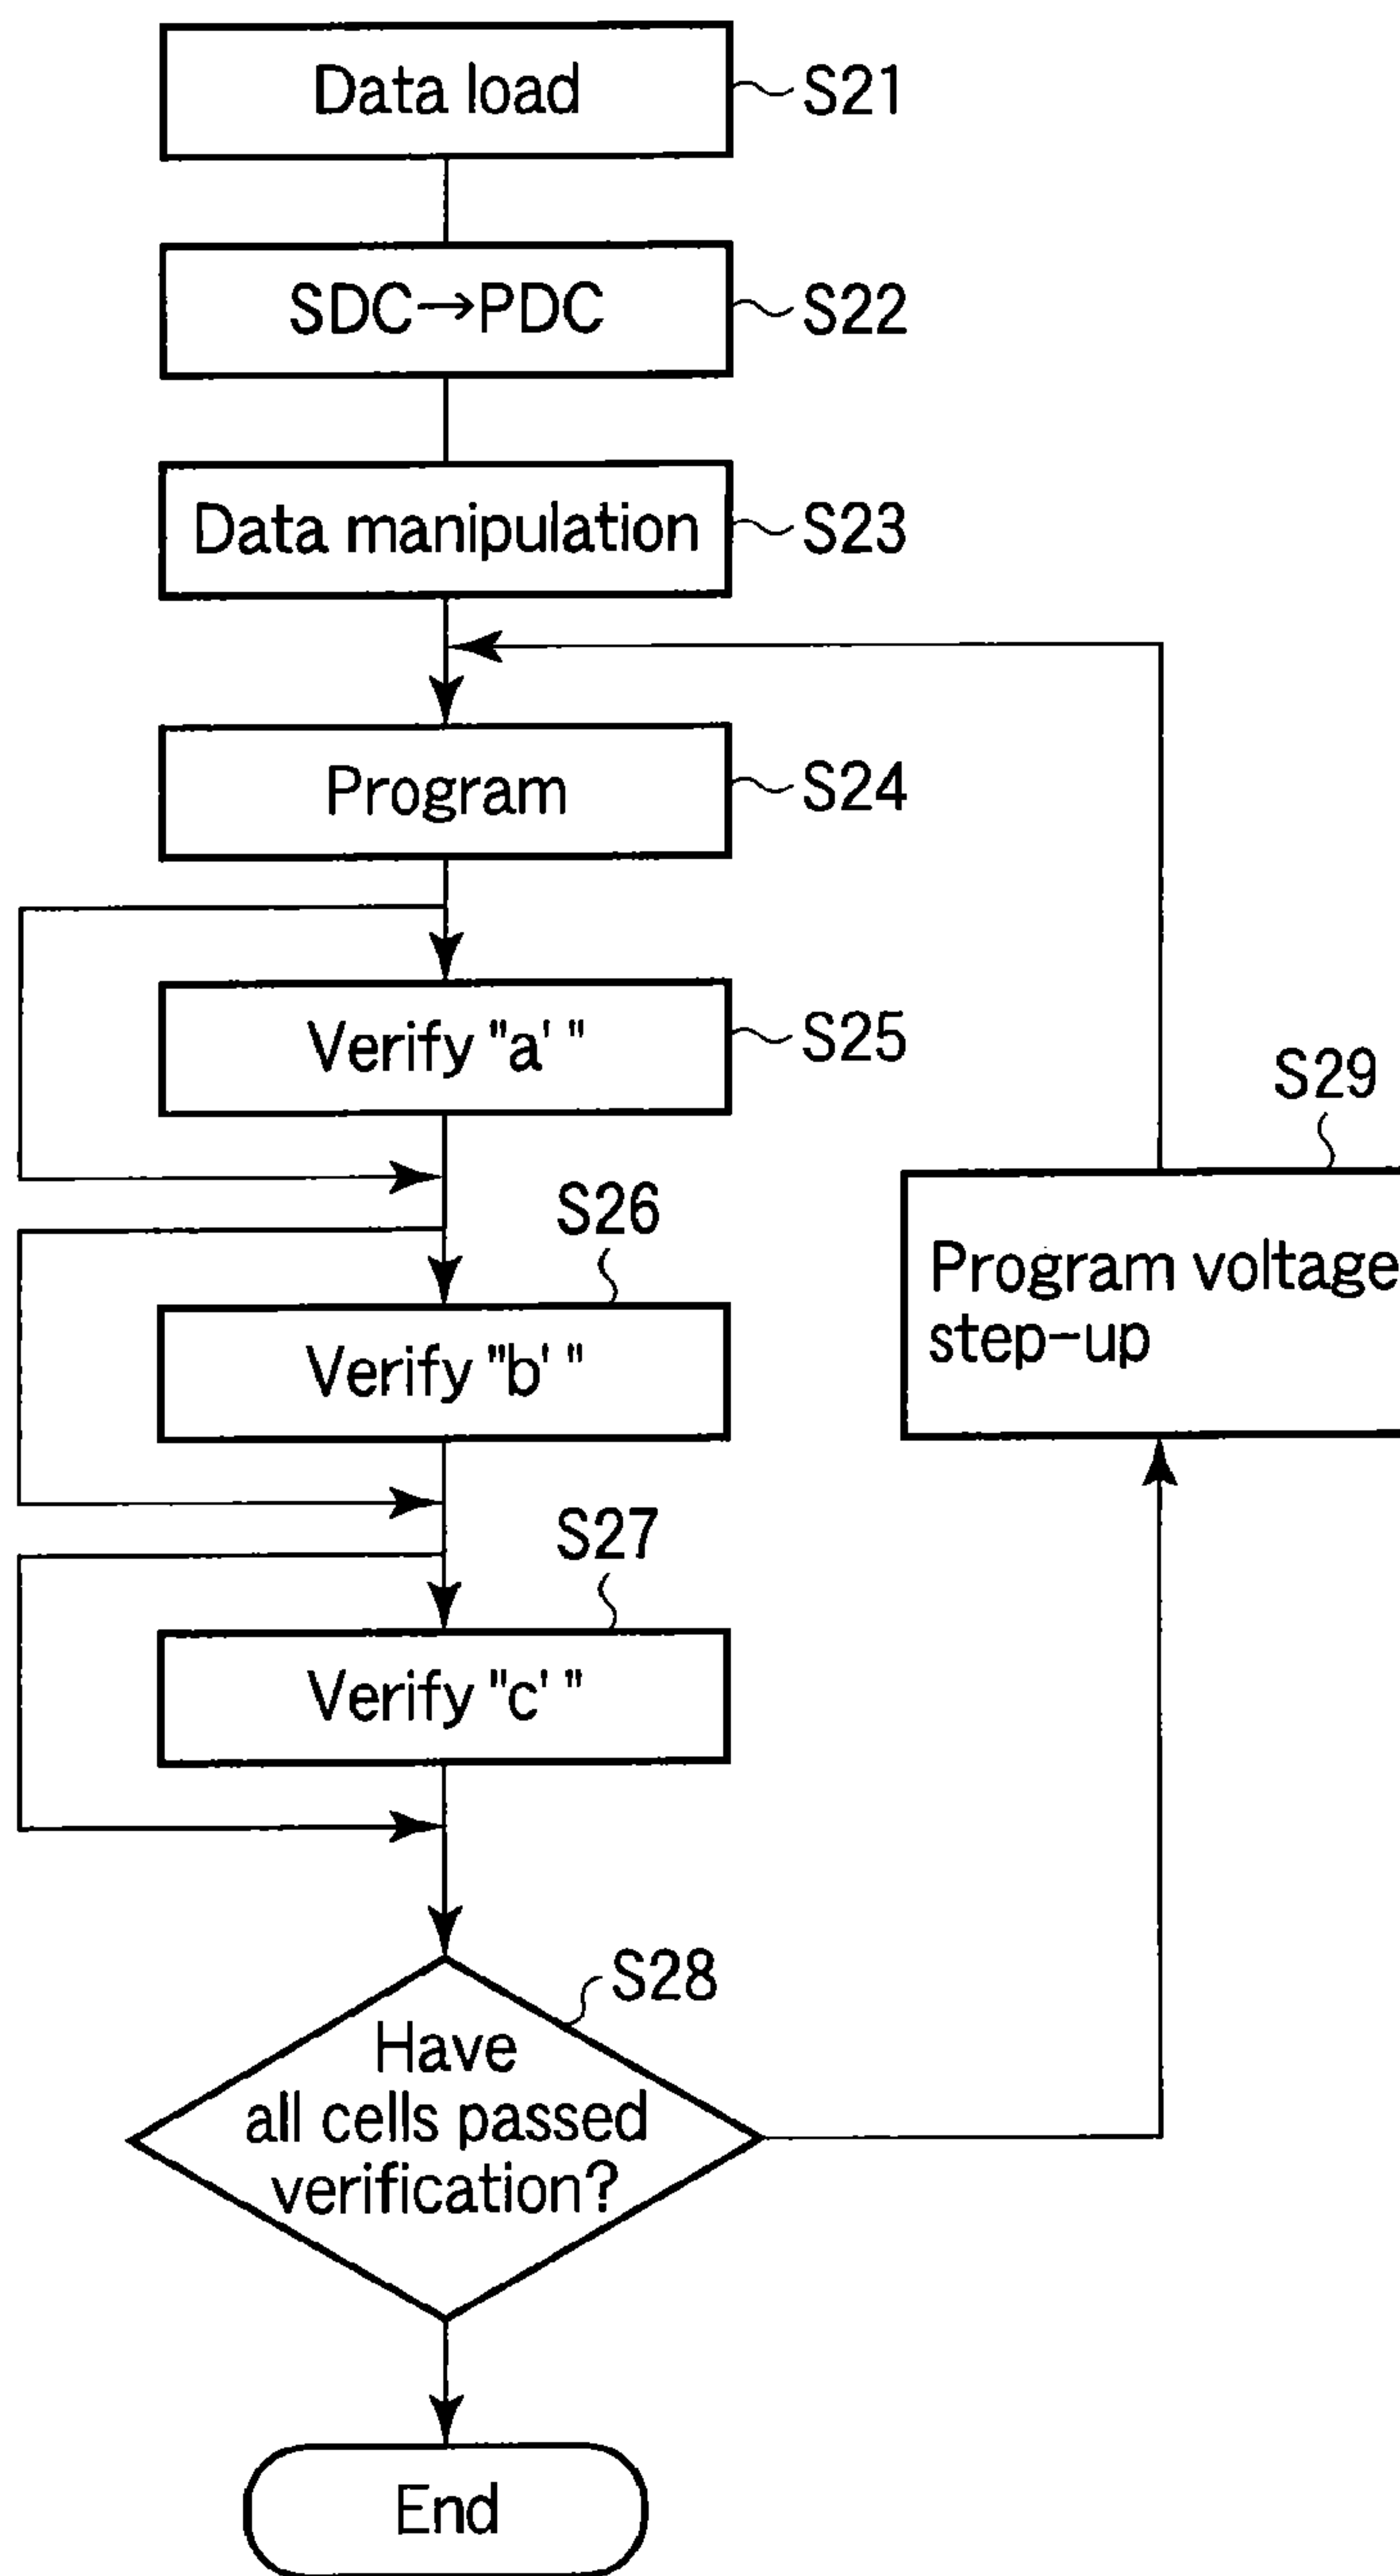 Data load
S21
SDC→PDC
S22
Data manipulation
S23
Program
S24
Verify "a' "
S25
S26
Verify "b' "
S27
Verify "c' "
S29
Program voltage
step-up
S28
Have
all cells passed
verification?
End